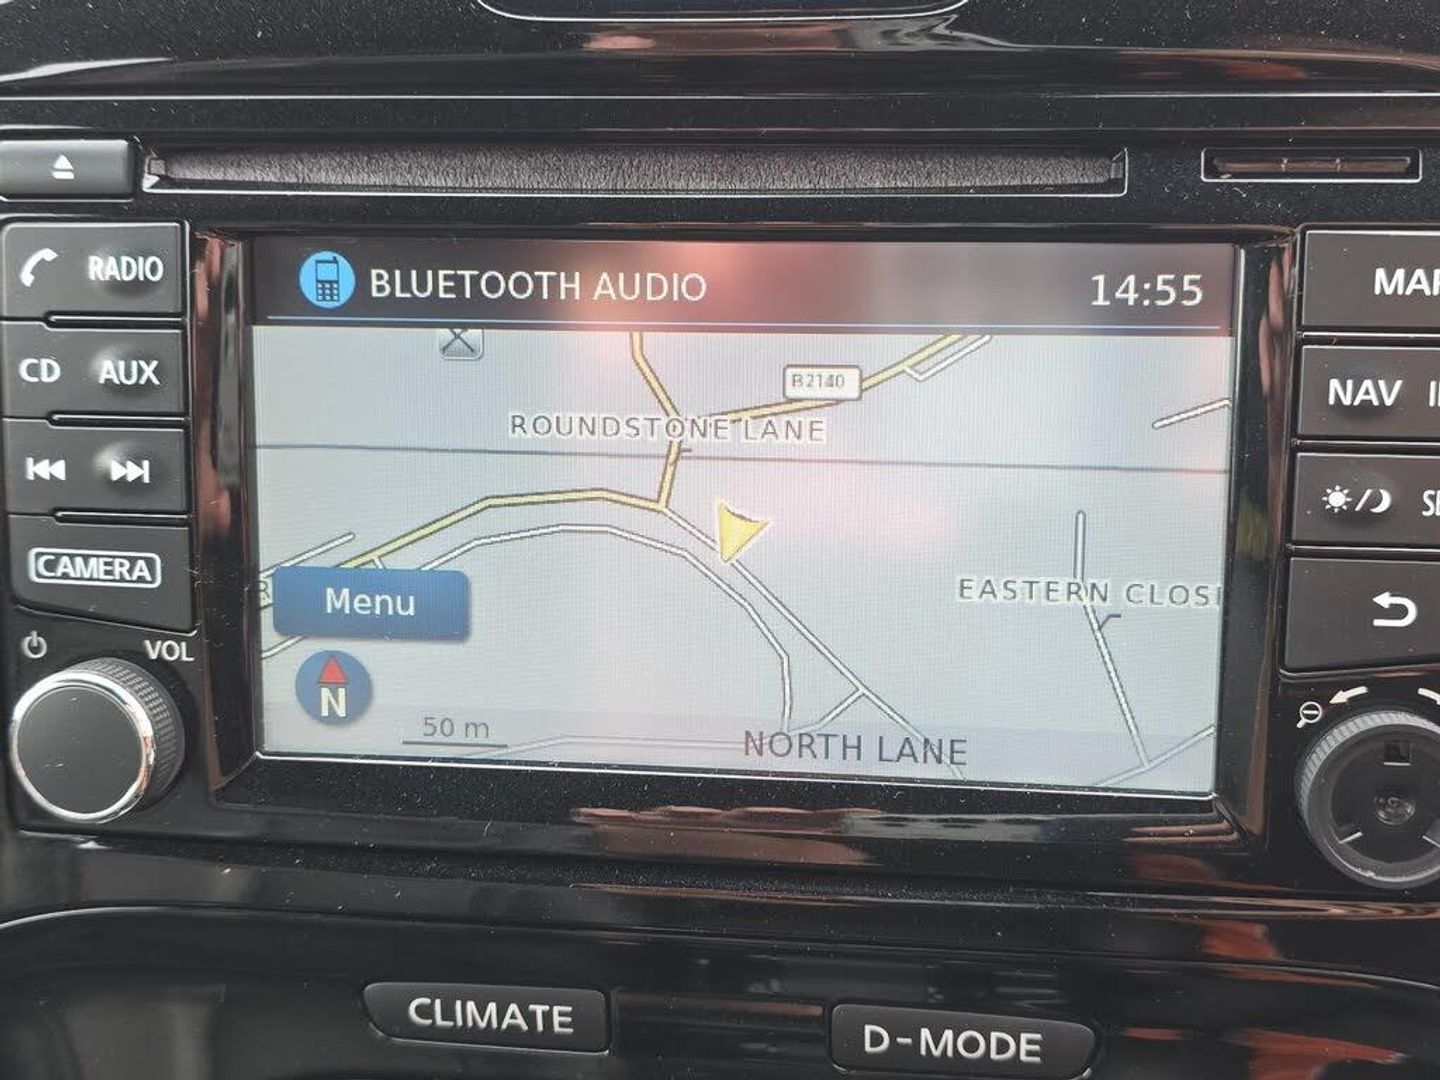 RADIO
CD AUX
CAMERA
VOL
BLUETOOTH AUDIO 14:55
B2140
ROUNDSTONE LANE
EASTERN CLOS
Menu
N
50 m
NORTH LANE
NAV
CLIMATE
D-MODE